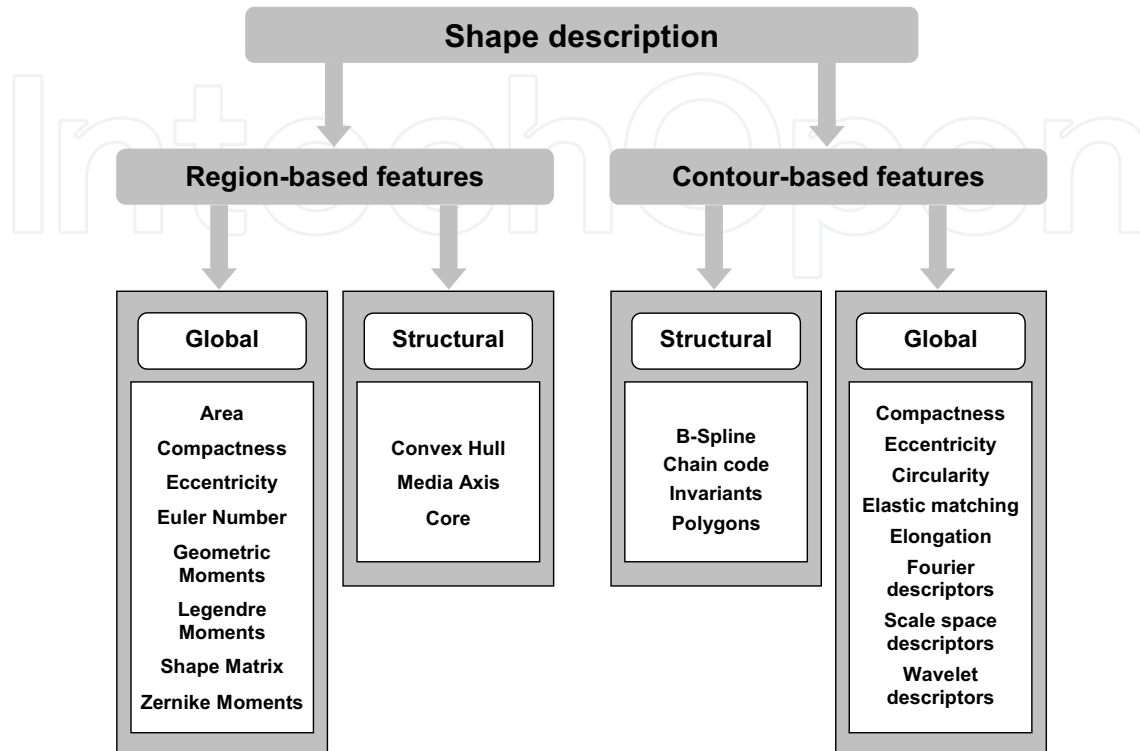 Shape description
IntechOpen
Region-based features
Contour-based features
Global
Area
Compactness
Eccentricity
Euler Number
Geometric
Moments
Legendre
Moments
Shape Matrix
Zernike Moments
Structural
Convex Hull
Media Axis
Core
Structural
B-Spline
Chain code
Invariants
Polygons
Global
Compactness
Eccentricity
Circularity
Elastic matching
Elongation
Fourier
descriptors
Scale space
descriptors
Wavelet
descriptors